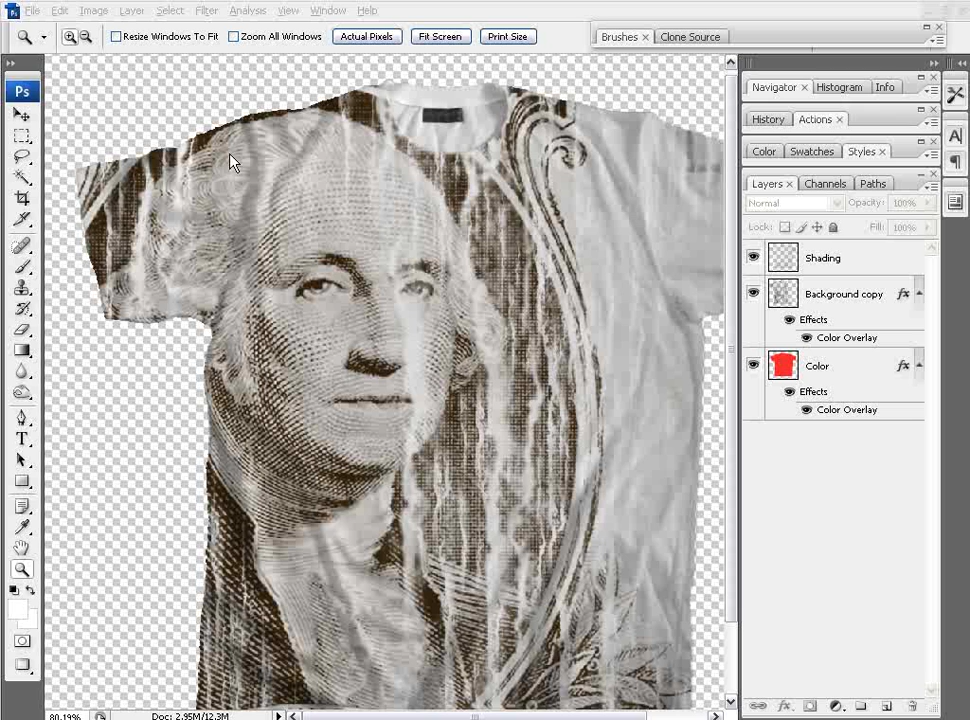 File Edit Image Layer Select Filter Analysis View Window Help
Resize Windows To Fit Zoom All Windows Actual Pixels Fit Screen Print Size
Brushes x Clone Source
Ps
Navigator x Histogram Info
History Actions x
Color Swatches Styles x
Layers x Channels Paths
Normal Opacity: 100%
Lock: Fill: 100%
Shading
Background copy fx
Effects
Color Overlay
Color fx
Effects
Color Overlay
80.19% Doc: 2.95M/12.3M